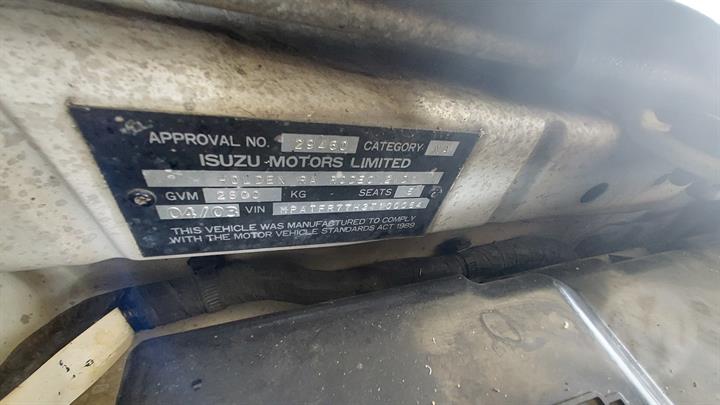 APPROVAL NO. 29460 CATEGORY
ISUZU MOTORS LIMITED
HOLDEN RA RODEO
GVM KG SEATS 5
04/03 VIN
THIS VEHICLE WAS MANUFACTURED TO COMPLY
WITH THE MOTOR VEHICLE STANDARDS ACT 1989